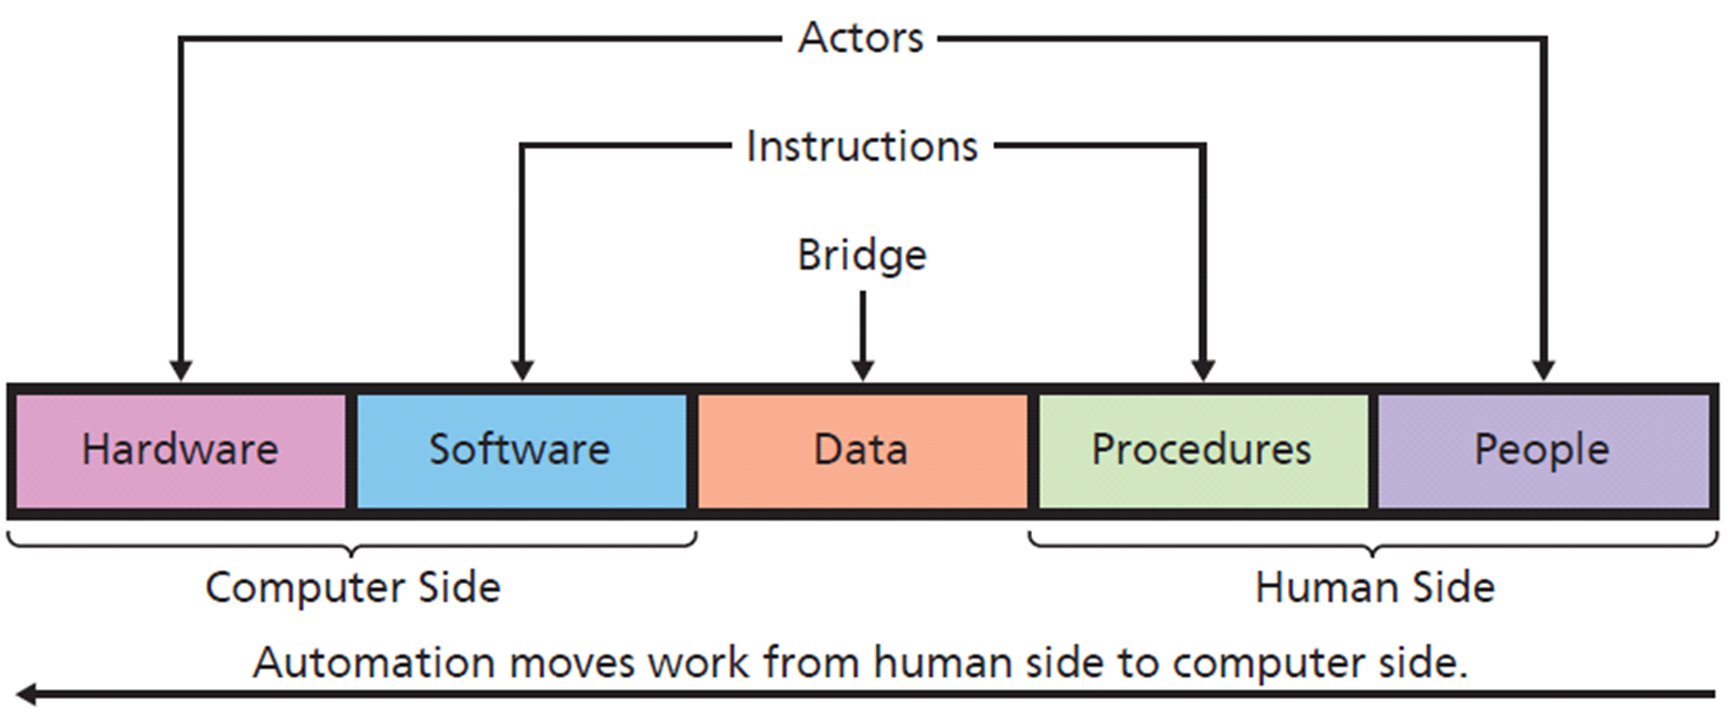 Actors
Instructions
Bridge
Hardware
Software
Data
Procedures
People
Computer Side
Human Side
Automation moves work from human side to computer side.